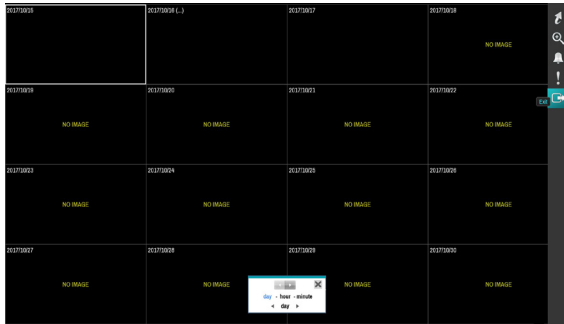 2017/10/15 2017/10/16 (...) 2017/10/17 2017/10/18
NO IMAGE
2017/10/19 2017/10/20 2017/10/21 2017/10/22
Exit
NO IMAGE NO IMAGE NO IMAGE NO IMAGE
2017/10/23 2017/10/24 2017/10/25 2017/10/26
NO IMAGE NO IMAGE NO IMAGE NO IMAGE
2017/10/27 2017/10/28 2017/10/29 2017/10/30
NO IMAGE NO IMAGE NO IMAGE NO IMAGE
day - hour - minute
day